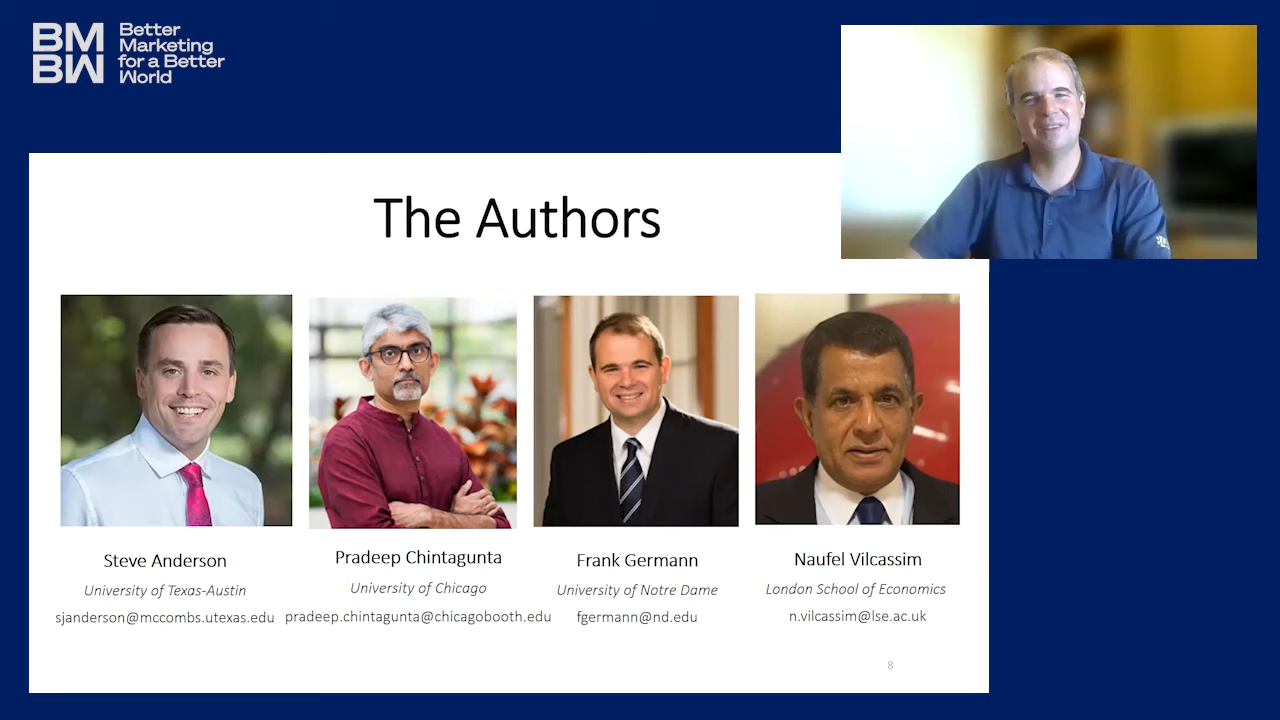 BM
BW
Better
Marketing
for a Better
World
The Authors
Steve Anderson
University of Texas-Austin
sjanderson@mccombs.utexas.edu
Pradeep Chintagunta
University of Chicago
pradeep.chintagunta@chicagobooth.edu
Frank Germann
University of Notre Dame
fgermann@nd.edu
Naufel Vilcassim
London School of Economics
n.vilcassim@lse.ac.uk
8